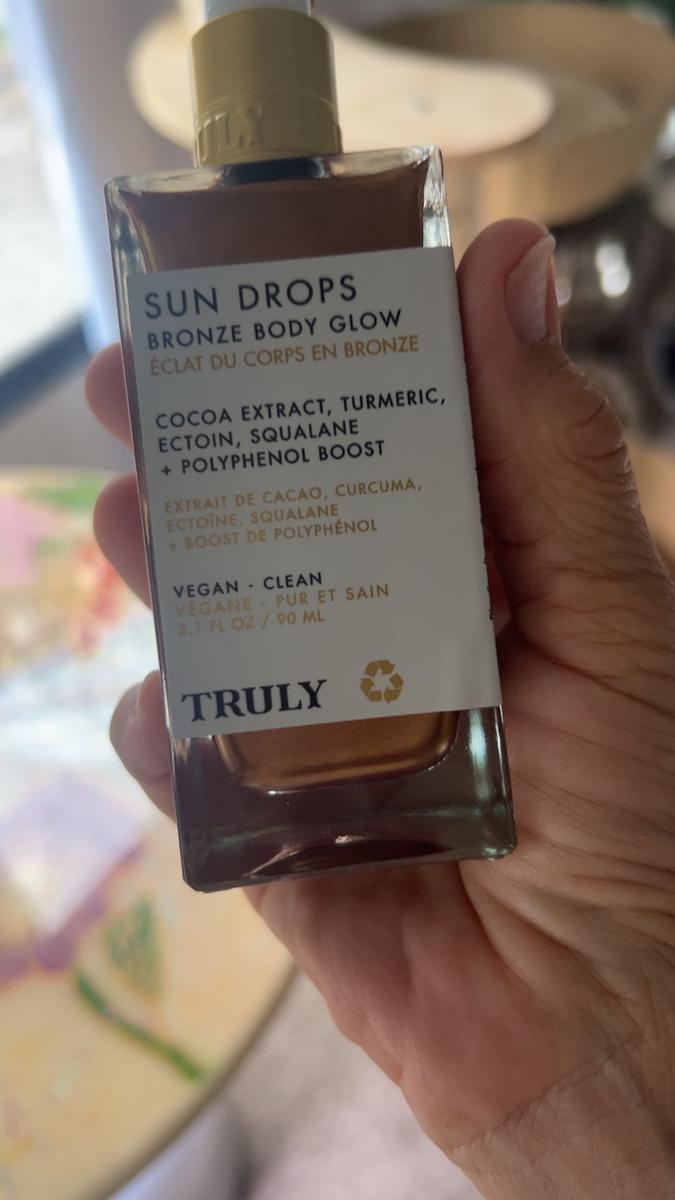 SUN DROPS
BRONZE BODY GLOW
ÉCLAT DU CORPS EN BRONZE
COCOA EXTRACT, TURMERIC,
ECTOIN, SQUALANE
+ POLYPHENOL BOOST
EXTRAIT DE CACAO, CURCUMA,
ECTOÏNE, SQUALANE
+ BOOST DE POLYPHÉNOL
VEGAN - CLEAN
VÉGANE - PUR ET SAIN
3.1 FL OZ / 90 ML
TRULY